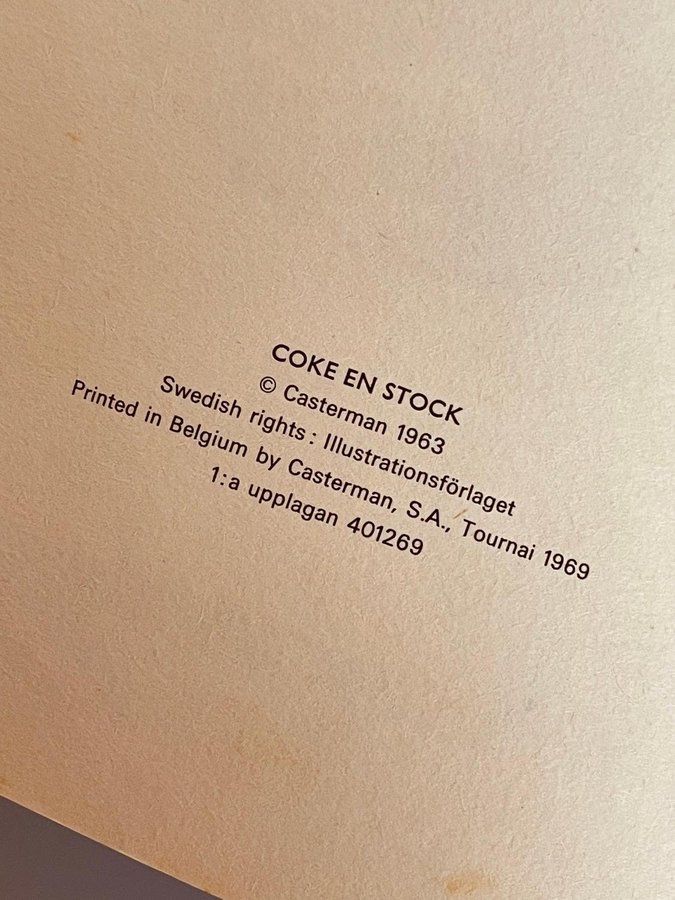 COKE EN STOCK
© Casterman 1963
Swedish rights: Illustrationsförlaget
Printed in Belgium by Casterman, S.A., Tournai 1969
1:a upplagan 401269